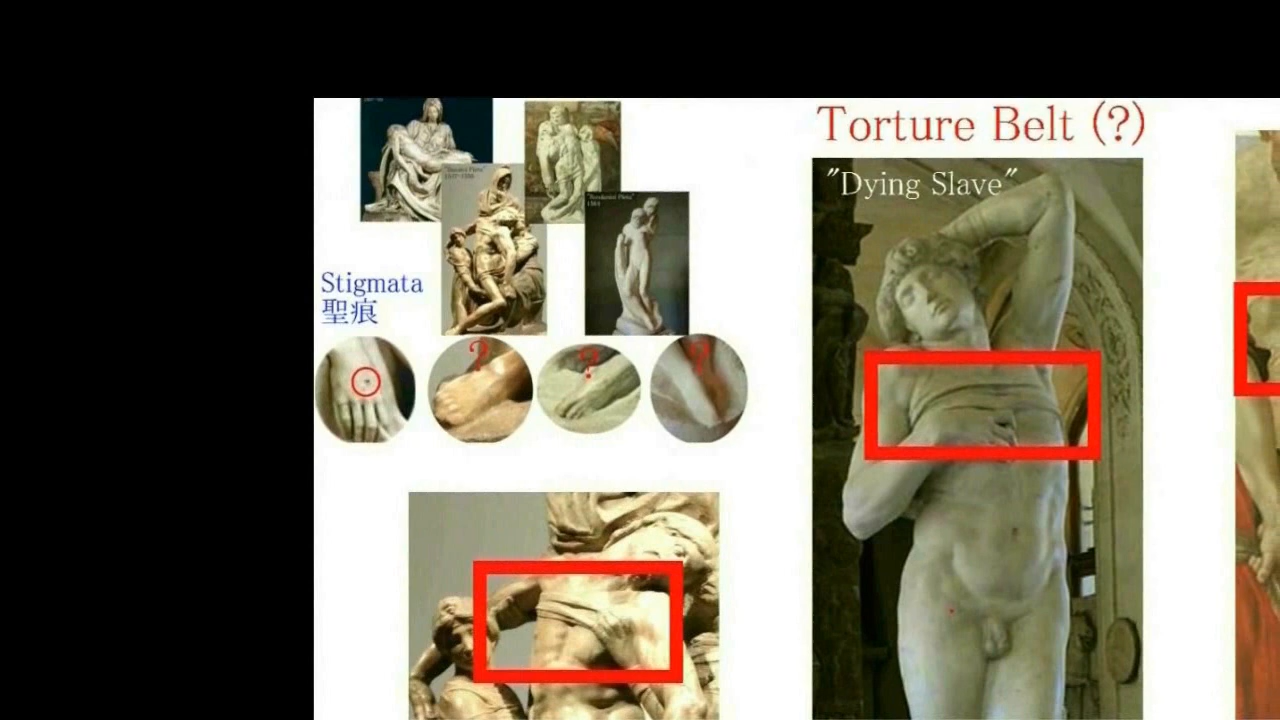 Torture Belt (?)
"Dying Slave"
Stigmata
聖痕
? ? ?